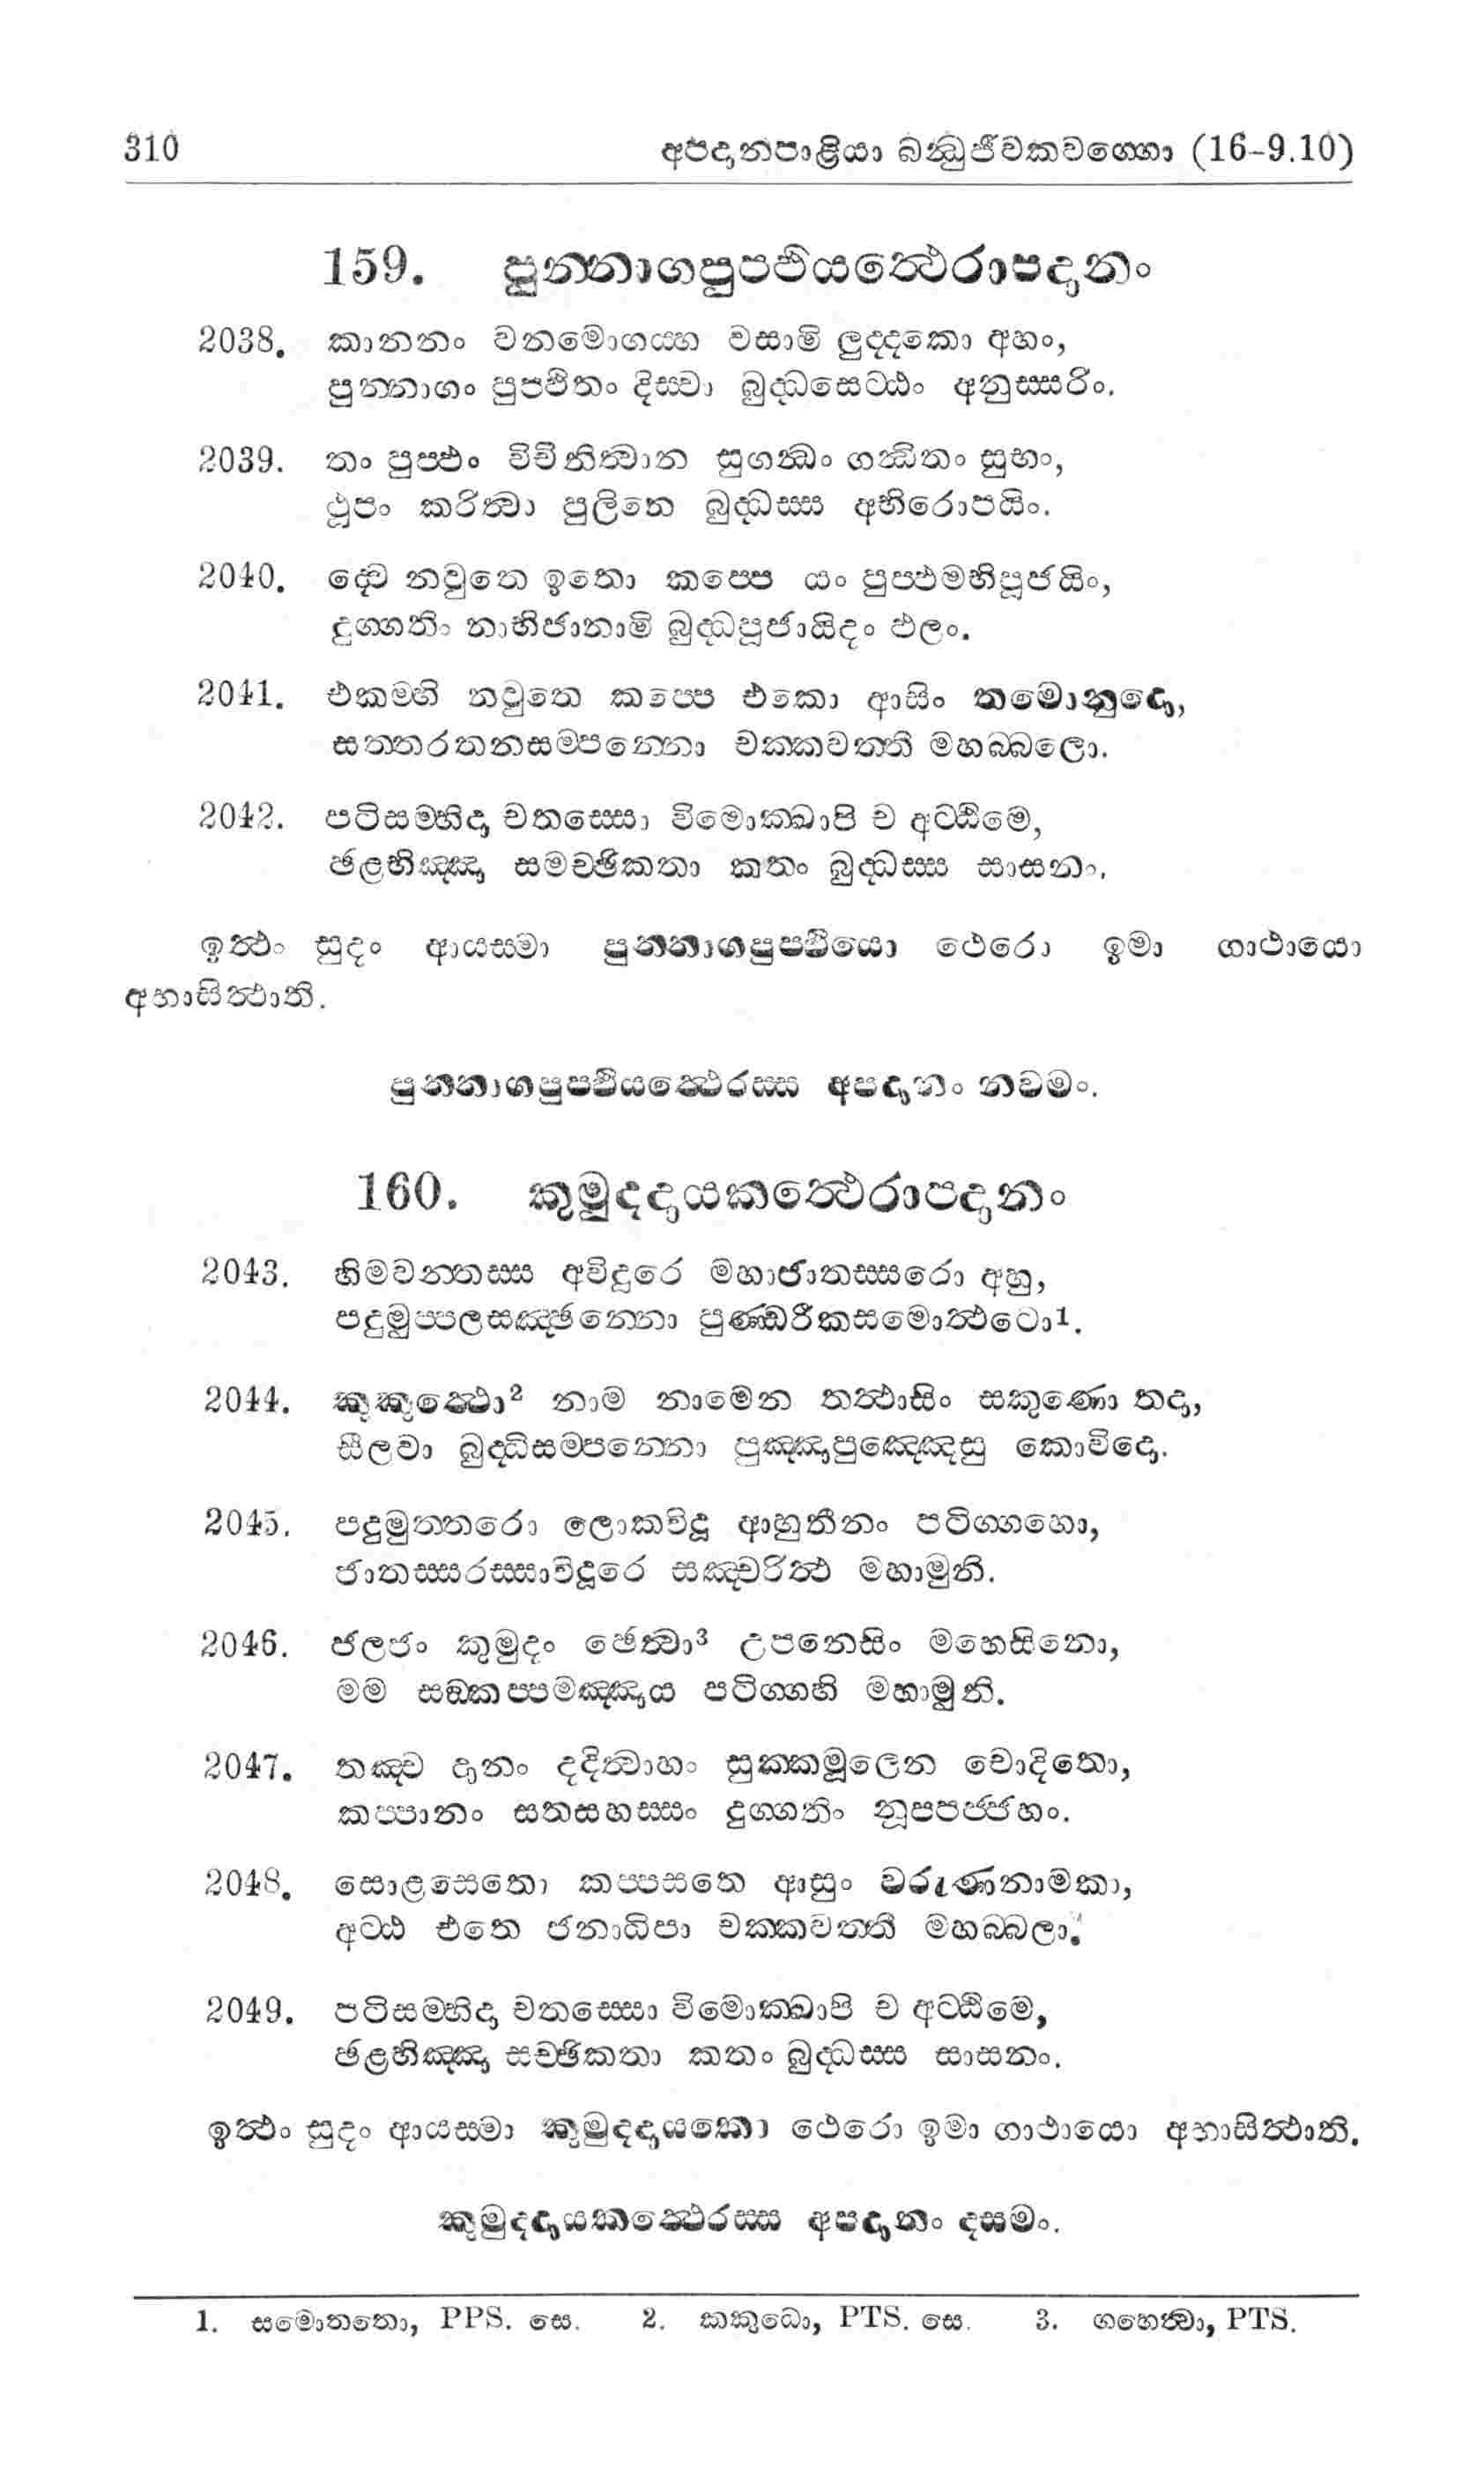 310 අපදානපාළියා බන්ධුජීවකවග්ගො (16-9.10)
159. පුන්නාගපුප්ඵියත්ථෙරාපදානං
2038. කානනං වනමොගය්හ වසාමි ලුද්දකො අහං,
පුන්නාගං පුප්ඵිතං දිස්වා බුද්ධසෙට්ඨං අනුස්සරිං.
2039. තං පුප්ඵං විචිනිත්වාන සුගන්ධං ගන්ධිතං සුභං,
ථූපං කරිත්වා පුලිනෙ බුද්ධස්ස අභිරොපයිං.
2040. ද්වෙ නවුතෙ ඉතො කප්පෙ යං පුප්ඵමභිපූජයිං,
දුග්ගතිං නාභිජානාමි බුද්ධපූජායිදං ඵලං.
2041. එකම්හි නවුතෙ කප්පෙ එකො ආසිං තමොනුදො,
සත්තරතනසම්පන්නො චක්කවත්තී මහබ්බලො.
2042. පටිසම්භිදා චතස්සො විමොක්ඛාපි ච අට්ඨිමෙ,
ඡළභිඤ්ඤා සමච්ඡිකතා කතං බුද්ධස්ස සාසනං.
ඉත්ථං සුදං ආයස්මා පුන්නාගපුප්ඵියො ථෙරො ඉමා ගාථායො
අභාසිත්ථාති.
පුන්නාගපුප්ඵියත්ථෙරස්ස අපදානං නවමං.
160. කුමුදදායකත්ථෙරාපදානං
2043. හිමවන්තස්ස අවිදූරෙ මහාජාතස්සරො අහු,
පදුමුප්පලසඤ්ඡන්නො පුණ්ඩරීකසමොත්ථටො1.
2044. කුකුත්ථො2 නාම නාමෙන තත්ථාසිං සකුණො තදා,
සීලවා බුද්ධිසම්පන්නො පුඤ්ඤාපුඤ්ඤෙසු කොවිදො.
2045. පදුමුත්තරො ලොකවිදූ ආහුතීනං පටිග්ගහො,
ජාතස්සරස්සාවිදූරෙ සඤ්චරිත්ථ මහාමුනි.
2046. ජලජං කුමුදං ඡෙත්වා3 උපනෙසිං මහෙසිනො,
මම සඞ්කප්පමඤ්ඤාය පටිග්ගහි මහාමුනි.
2047. තඤ්ච දානං දදිත්වාහං සුක්කමූලෙන චොදිතො,
කප්පානං සතසහස්සං දුග්ගතිං නූපපජ්ජහං.
2048. සොළසෙතො කප්පසතෙ ආසුං වරුණනාමකා,
අට්ඨ එතෙ ජනාධිපා චක්කවත්තී මහබ්බලා.
2049. පටිසම්භිදා චතස්සො විමොක්ඛාපි ච අට්ඨිමෙ,
ඡළභිඤ්ඤා සච්ඡිකතා කතං බුද්ධස්ස සාසනං.
ඉත්ථං සුදං ආයස්මා කුමුදදායකො ථෙරො ඉමා ගාථායො අභාසිත්ථාති.
කුමුදදායකත්ථෙරස්ස අපදානං දසමං.
1. සමොතතො, PPS. සෙ. 2. කකුධො, PTS. සෙ. 3. ගහෙත්වා, PTS.